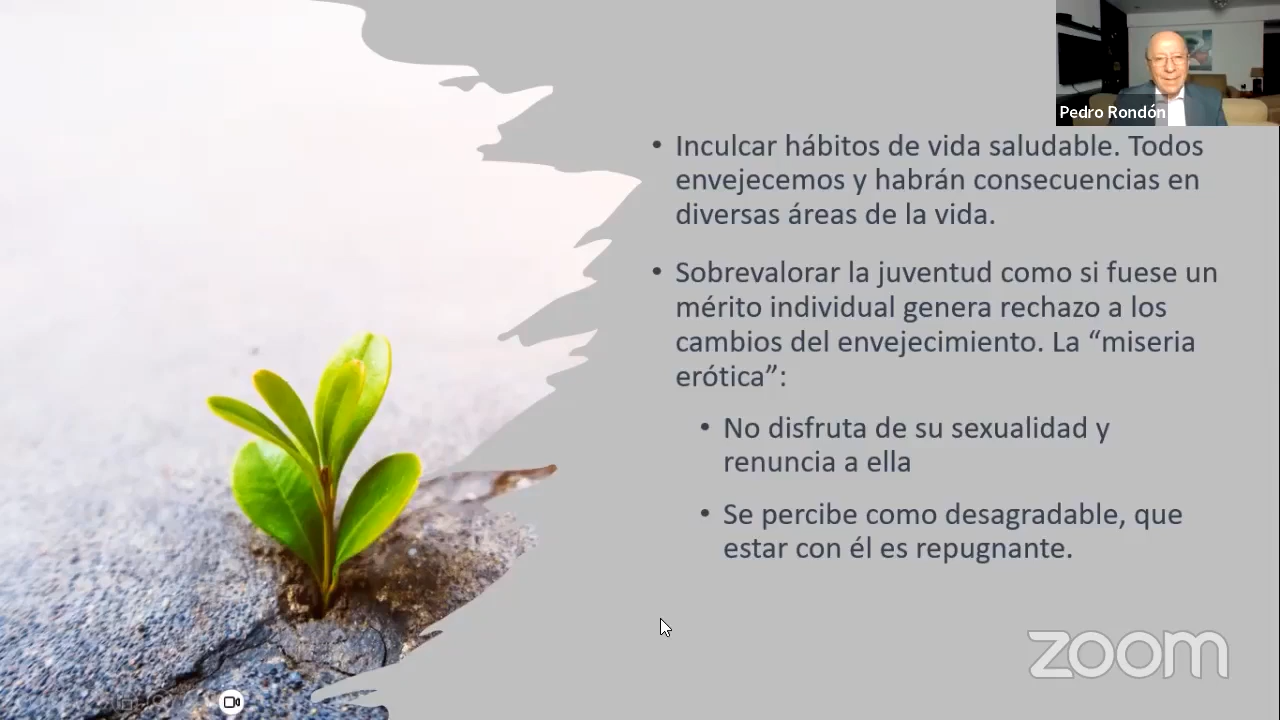 Pedro Rondón
• Inculcar hábitos de vida saludable. Todos
envejecemos y habrán consecuencias en
diversas áreas de la vida.
• Sobrevalorar la juventud como si fuese un
mérito individual genera rechazo a los
cambios del envejecimiento. La “miseria
erótica”:
• No disfruta de su sexualidad y
renuncia a ella
• Se percibe como desagradable, que
estar con él es repugnante.
zoom